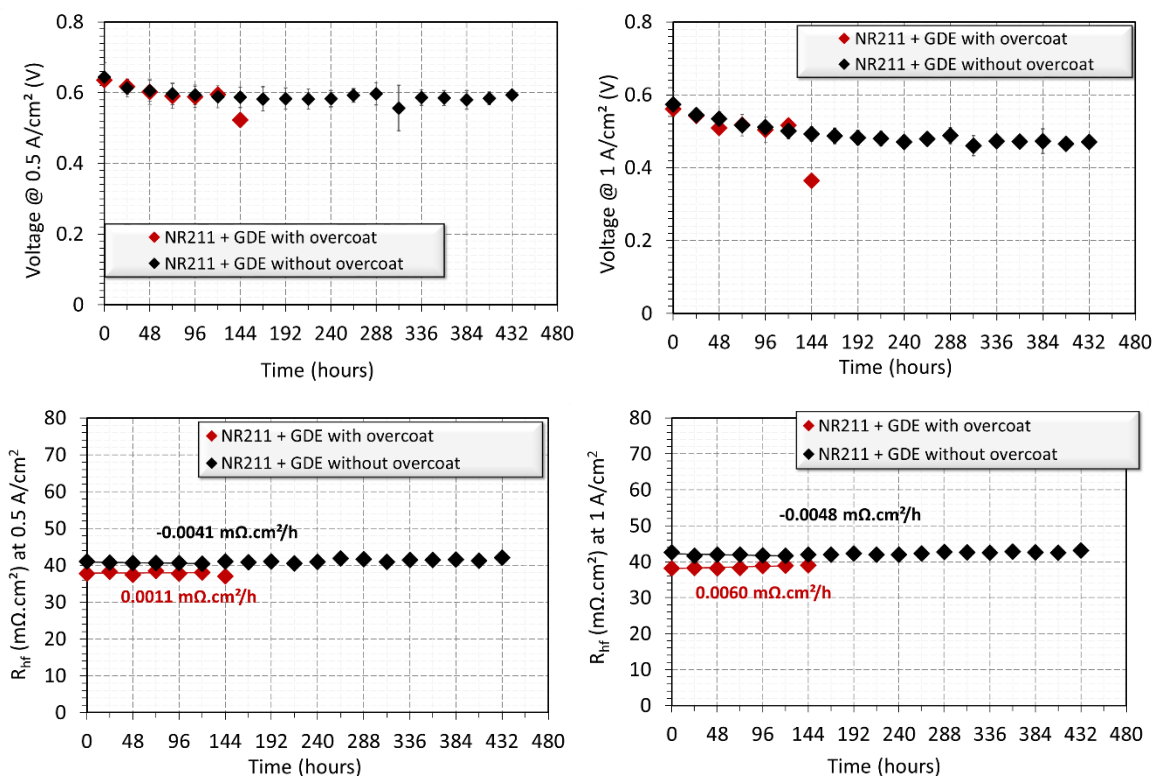 Voltage @ 0.5 A/cm² (V)
0.8
0.6
0.4
0.2
0
NR211 + GDE with overcoat
NR211 + GDE without overcoat
0 48 96 144 192 240 288 336 384 432 480
Time (hours)
Voltage @ 1 A/cm² (V)
0.8
0.6
0.4
0.2
0
NR211 + GDE with overcoat
NR211 + GDE without overcoat
0 48 96 144 192 240 288 336 384 432 480
Time (hours)
R_hf (mΩ.cm²) at 0.5 A/cm²
80
70
60
50
40
30
20
10
0
NR211 + GDE with overcoat
NR211 + GDE without overcoat
-0.0041 mΩ.cm²/h
0.0011 mΩ.cm²/h
0 48 96 144 192 240 288 336 384 432 480
Time (hours)
R_hf (mΩ.cm²) at 1 A/cm²
80
70
60
50
40
30
20
10
0
NR211 + GDE with overcoat
NR211 + GDE without overcoat
-0.0048 mΩ.cm²/h
0.0060 mΩ.cm²/h
0 48 96 144 192 240 288 336 384 432 480
Time (hours)